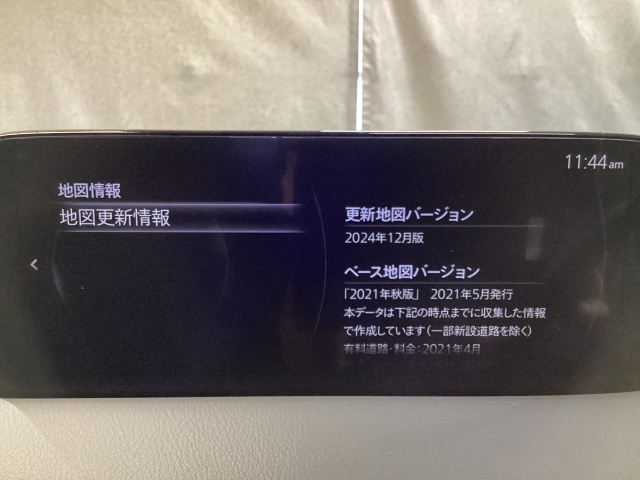 11:44am
地図情報
地図更新情報
更新地図バージョン
2024年12月版
ベース地図バージョン
「2021年秋版」 2021年5月発行
本データは下記の時点までに収集した情報
で作成しています(一部新設道路を除く)
有料道路・料金:2021年4月